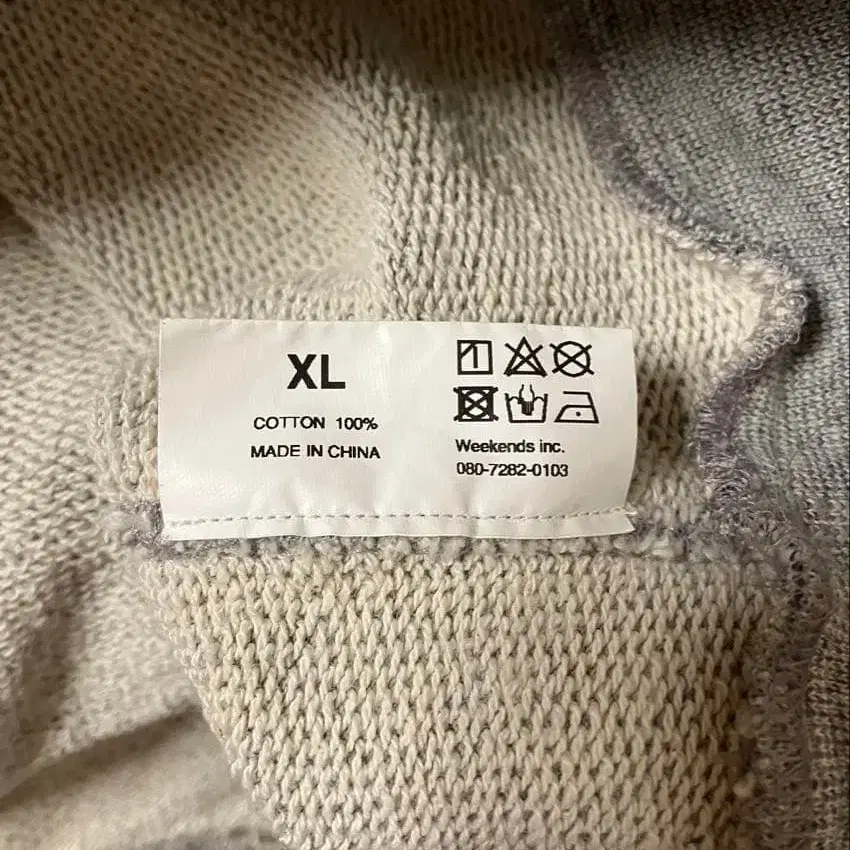 XL
COTTON 100%
MADE IN CHINA
Weekends inc.
080-7282-0103